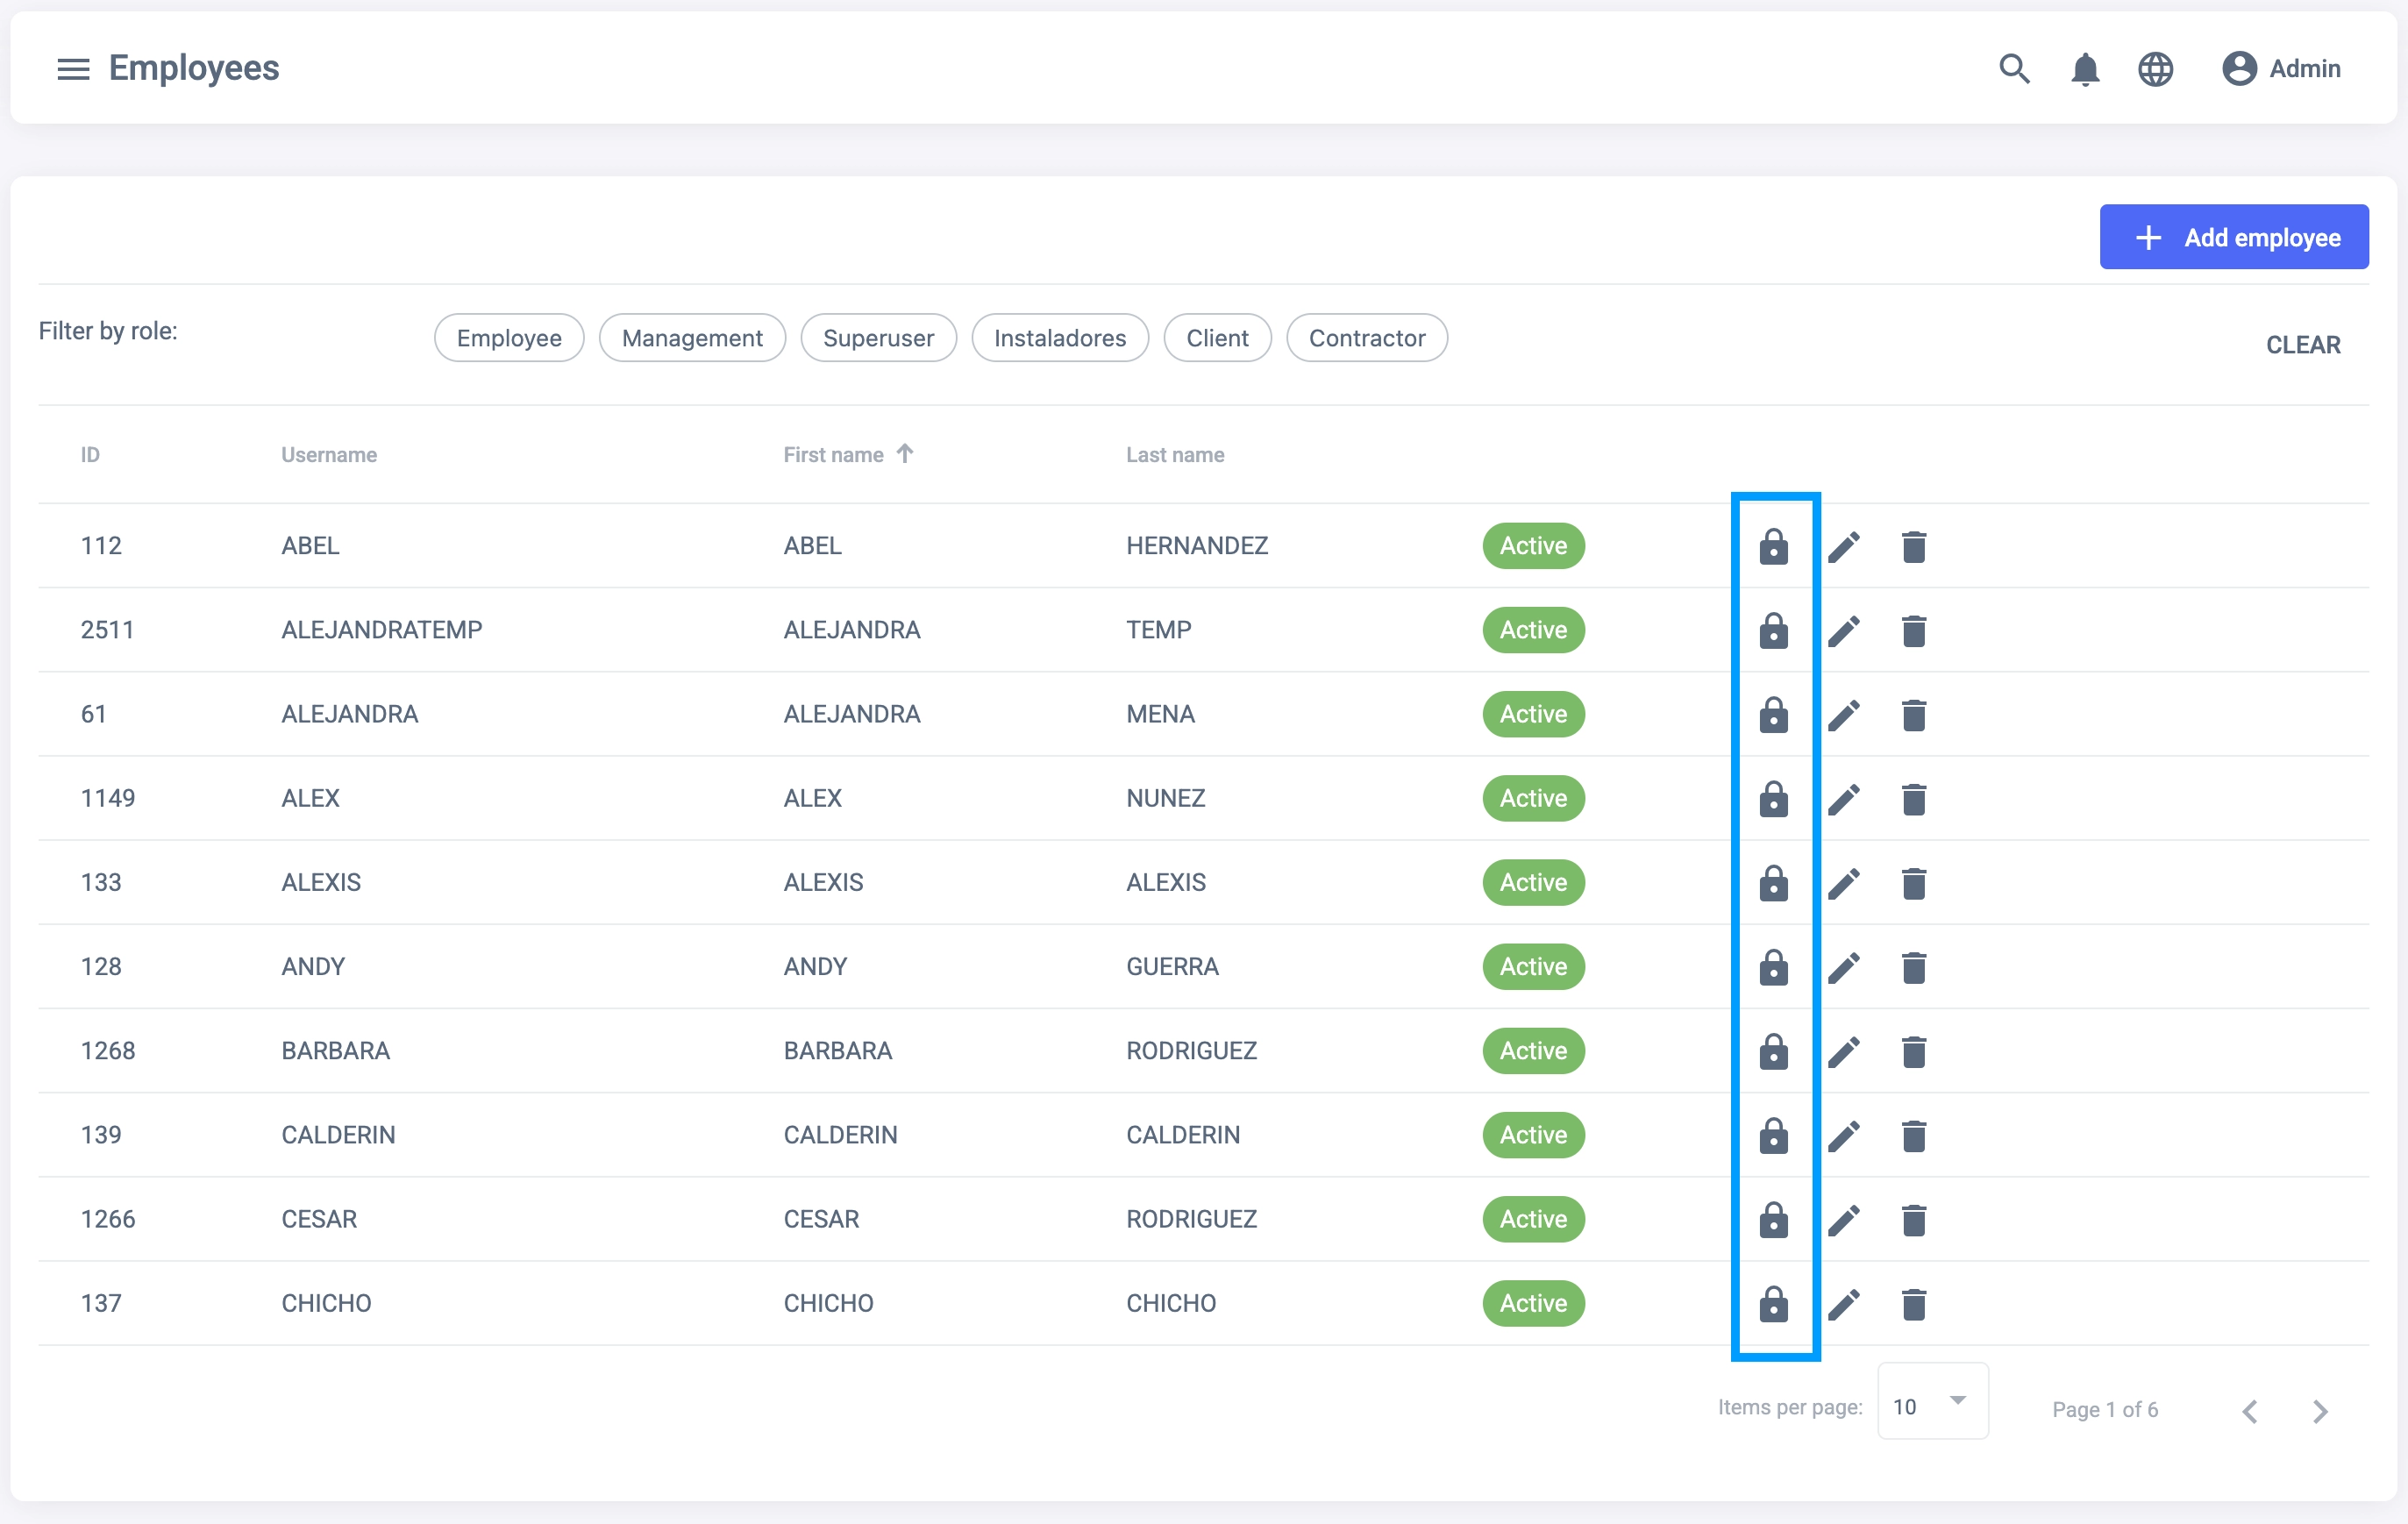 Employees Admin
Add employee
Filter by role: Employee Management Superuser Instaladores Client Contractor CLEAR
ID Username First name Last name
112 ABEL ABEL HERNANDEZ Active
2511 ALEJANDRATEMP ALEJANDRA TEMP Active
61 ALEJANDRA ALEJANDRA MENA Active
1149 ALEX ALEX NUNEZ Active
133 ALEXIS ALEXIS ALEXIS Active
128 ANDY ANDY GUERRA Active
1268 BARBARA BARBARA RODRIGUEZ Active
139 CALDERIN CALDERIN CALDERIN Active
1266 CESAR CESAR RODRIGUEZ Active
137 CHICHO CHICHO CHICHO Active
Items per page: 10 Page 1 of 6